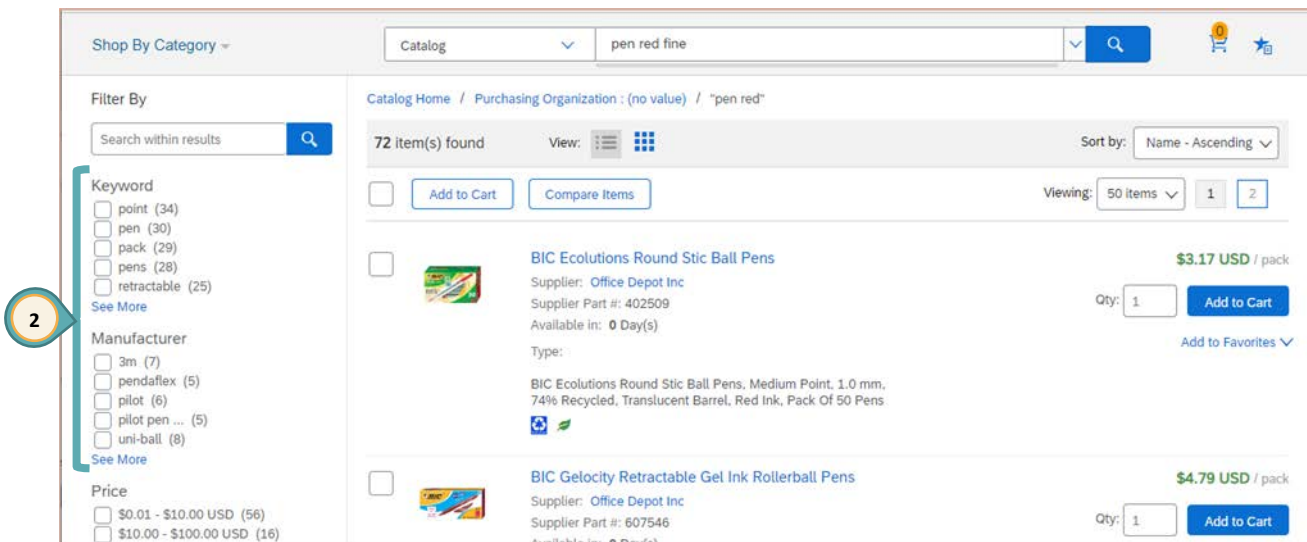 Shop By Category
Catalog
pen red fine
0
Filter By
Search within results
Catalog Home / Purchasing Organization : (no value) / "pen red"
72 item(s) found
View:
Sort by:
Name - Ascending
Add to Cart
Compare Items
Viewing:
50 items
1
2
2
Keyword
point (34)
pen (30)
pack (29)
pens (28)
retractable (25)
See More
Manufacturer
3m (7)
pendaflex (5)
pilot (6)
pilot pen ... (5)
uni-ball (8)
See More
Price
$0.01 - $10.00 USD (56)
$10.00 - $100.00 USD (16)
BIC Ecolutions Round Stic Ball Pens
Supplier: Office Depot Inc
Supplier Part #: 402509
Available in: 0 Day(s)
Type:
BIC Ecolutions Round Stic Ball Pens, Medium Point, 1.0 mm,
74% Recycled, Translucent Barrel, Red Ink, Pack Of 50 Pens
$3.17 USD / pack
Qty: 1
Add to Cart
Add to Favorites
BIC Gelocity Retractable Gel Ink Rollerball Pens
Supplier: Office Depot Inc
Supplier Part #: 607546
Available in: 0 Day(s)
$4.79 USD / pack
Qty: 1
Add to Cart